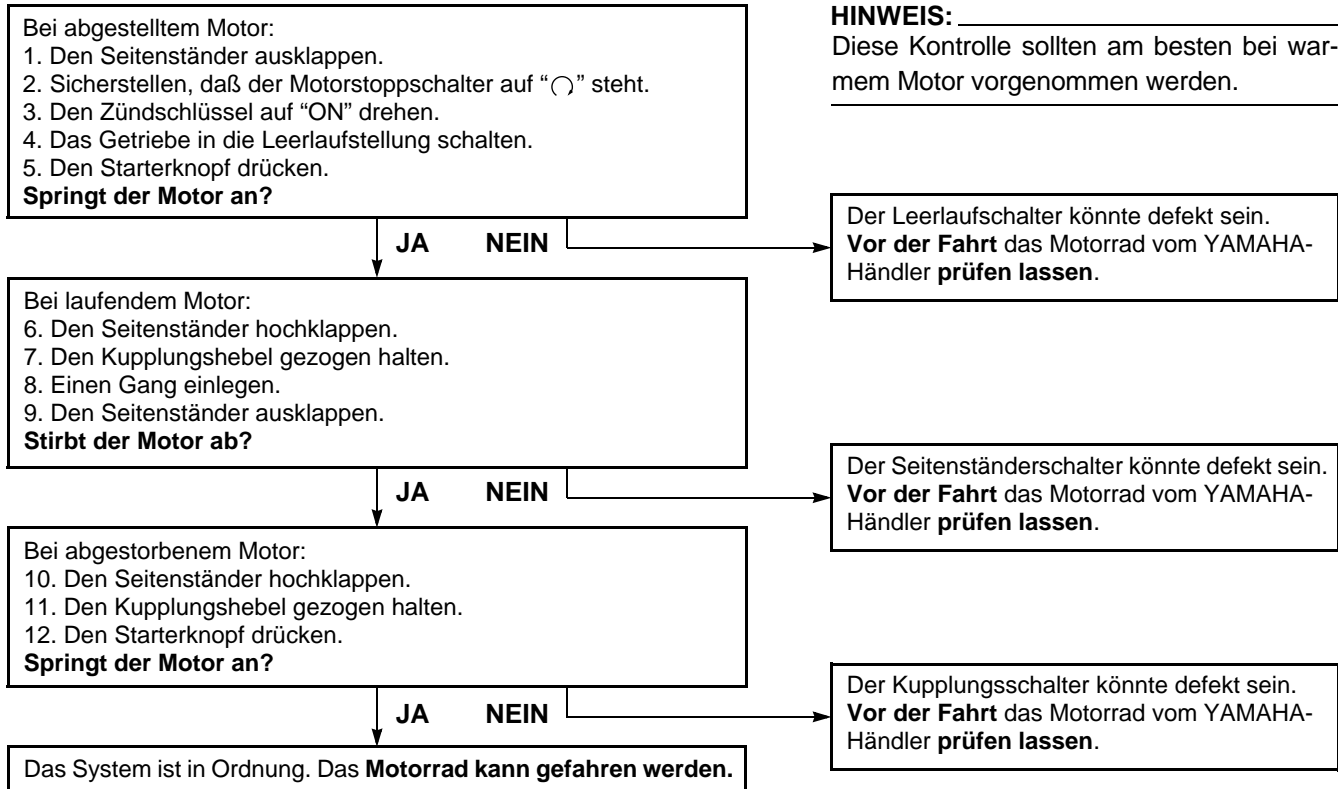 Bei abgestelltem Motor:
1. Den Seitenständer ausklappen.
2. Sicherstellen, daß der Motorstoppschalter auf “” steht.
3. Den Zündschlüssel auf “ON” drehen.
4. Das Getriebe in die Leerlaufstellung schalten.
5. Den Starterknopf drücken.
Springt der Motor an?
HINWEIS:
Diese Kontrolle sollten am besten bei war-
mem Motor vorgenommen werden.
JA NEIN
Der Leerlaufschalter könnte defekt sein.
Vor der Fahrt das Motorrad vom YAMAHA-
Händler prüfen lassen.
Bei laufendem Motor:
6. Den Seitenständer hochklappen.
7. Den Kupplungshebel gezogen halten.
8. Einen Gang einlegen.
9. Den Seitenständer ausklappen.
Stirbt der Motor ab?
JA NEIN
Der Seitenständerschalter könnte defekt sein.
Vor der Fahrt das Motorrad vom YAMAHA-
Händler prüfen lassen.
Bei abgestorbenem Motor:
10. Den Seitenständer hochklappen.
11. Den Kupplungshebel gezogen halten.
12. Den Starterknopf drücken.
Springt der Motor an?
JA NEIN
Der Kupplungsschalter könnte defekt sein.
Vor der Fahrt das Motorrad vom YAMAHA-
Händler prüfen lassen.
Das System ist in Ordnung. Das Motorrad kann gefahren werden.